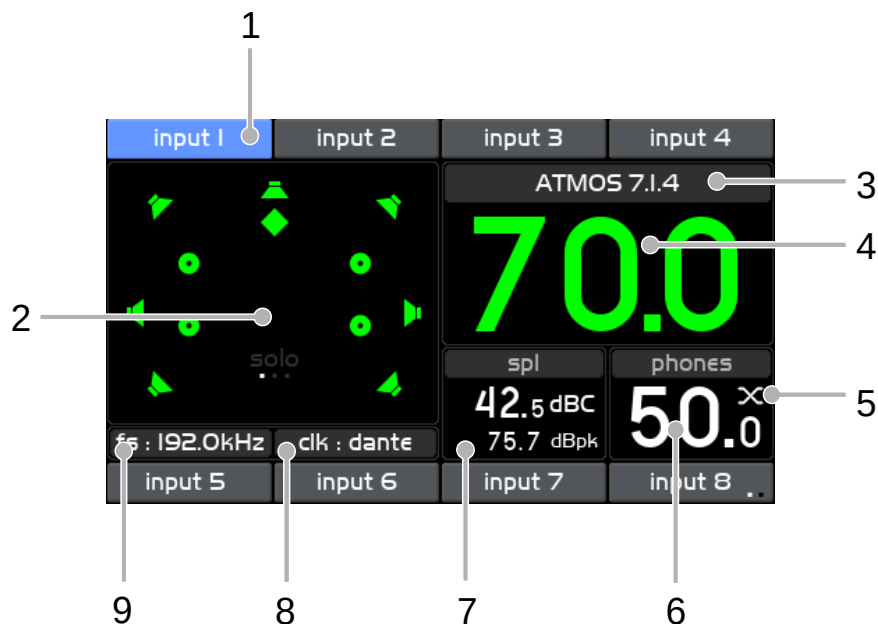 1
input 1 input 2 input 3 input 4
ATMOS 7.1.4
3
70.0
4
2
solo
spl phones
42.5 dBC
50.0
5
75.7 dBpk
fs : 192.0kHz clk : dante
input 5 input 6 input 7 input 8
9 8 7 6